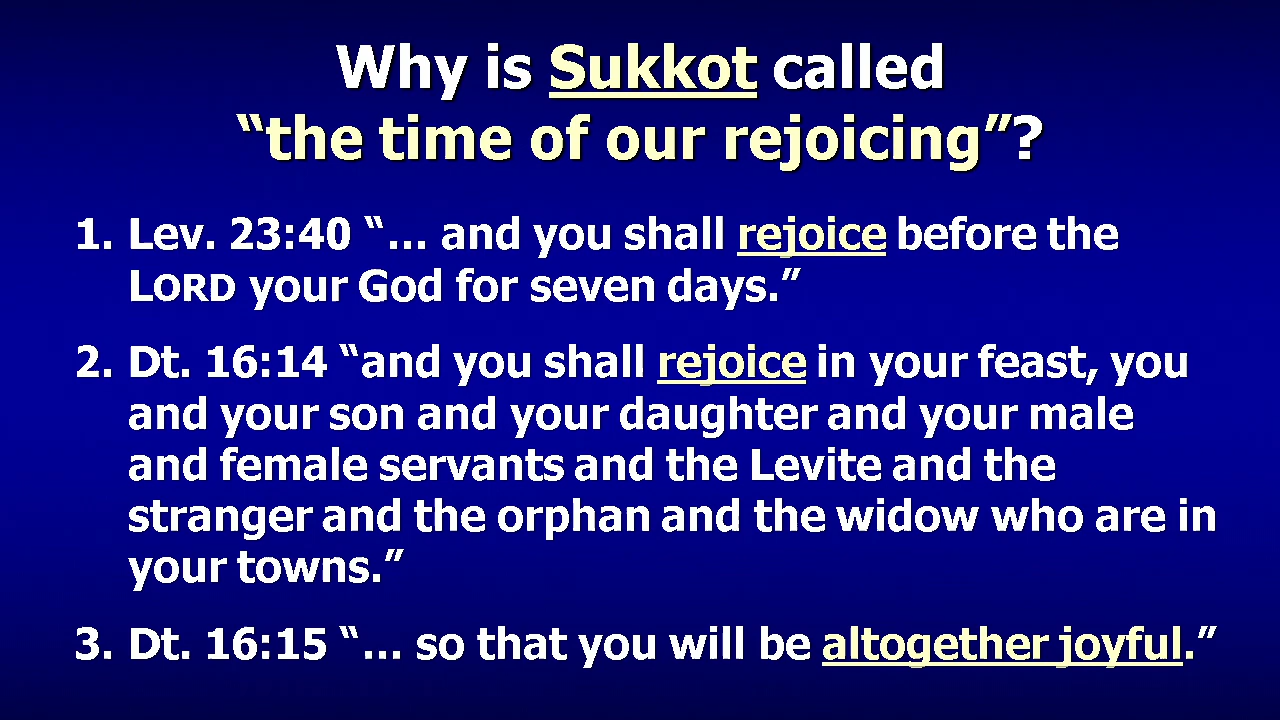 Why is Sukkot called
“the time of our rejoicing”?
1. Lev. 23:40 “… and you shall rejoice before the
LORD your God for seven days.”
2. Dt. 16:14 “and you shall rejoice in your feast, you
and your son and your daughter and your male
and female servants and the Levite and the
stranger and the orphan and the widow who are in
your towns.”
3. Dt. 16:15 “… so that you will be altogether joyful.”